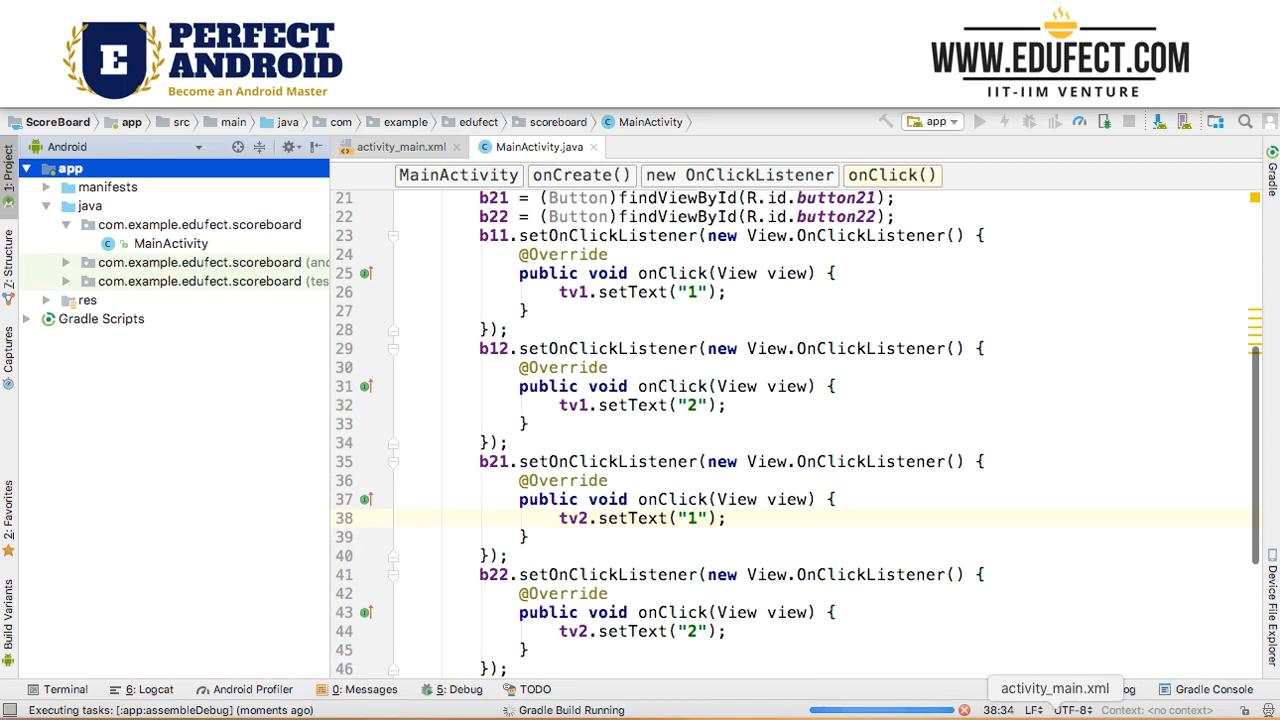 E
PERFECT
ANDROID
Become an Android Master
WWW.EDUFECT.COM
IIT-IIM VENTURE
ScoreBoard app src main java com example edufect scoreboard MainActivity
app
Android
activity_main.xml
MainActivity.java
MainActivity onCreate() new OnClickListener onClick()
app
manifests
java
com.example.edufect.scoreboard
MainActivity
com.example.edufect.scoreboard (an
com.example.edufect.scoreboard (tes
res
Gradle Scripts
1: Project
Z: Structure
Captures
2: Favorites
Build Variants
21 b21 = (Button)findViewById(R.id.button21);
22 b22 = (Button)findViewById(R.id.button22);
23 b11.setOnClickListener(new View.OnClickListener() {
24 @Override
25 public void onClick(View view) {
26 tv1.setText("1");
27 }
28 });
29 b12.setOnClickListener(new View.OnClickListener() {
30 @Override
31 public void onClick(View view) {
32 tv1.setText("2");
33 }
34 });
35 b21.setOnClickListener(new View.OnClickListener() {
36 @Override
37 public void onClick(View view) {
38 tv2.setText("1");
39 }
40 });
41 b22.setOnClickListener(new View.OnClickListener() {
42 @Override
43 public void onClick(View view) {
44 tv2.setText("2");
45 }
46 });
Gradle
Device File Explorer
activity_main.xml
Terminal 6: Logcat Android Profiler 0: Messages 5: Debug TODO og Gradle Console
Executing tasks: [:app:assembleDebug] (moments ago) Gradle Build Running 38:34 LF UTF-8 Context: <no context>